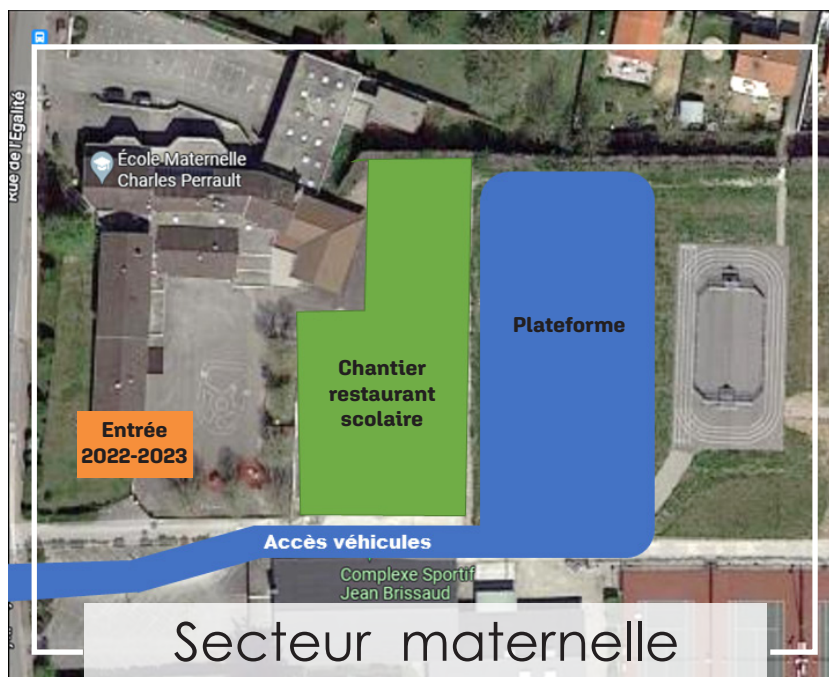 Rue de l'Egalité
École Maternelle
Charles Perrault
Plateforme
Chantier
restaurant
scolaire
Entrée
2022-2023
Accès véhicules
Complexe Sportif
Jean Brissaud
Secteur maternelle